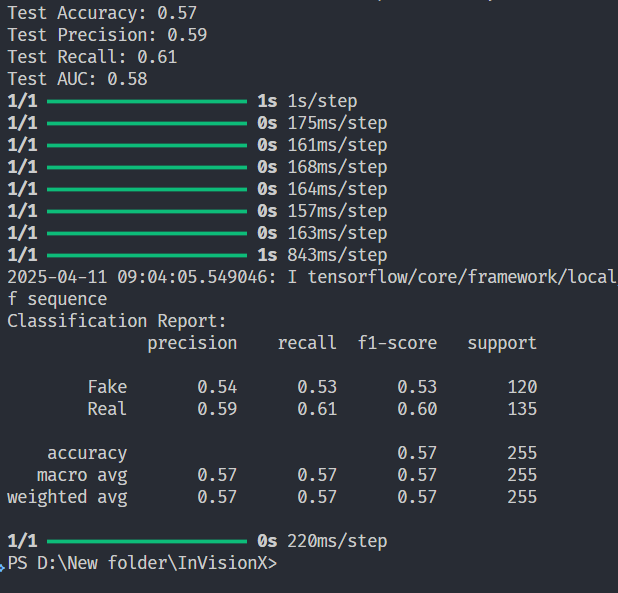 Test Accuracy: 0.57
Test Precision: 0.59
Test Recall: 0.61
Test AUC: 0.58
1/1 1s 1s/step
1/1 0s 175ms/step
1/1 0s 161ms/step
1/1 0s 168ms/step
1/1 0s 164ms/step
1/1 0s 157ms/step
1/1 0s 163ms/step
1/1 1s 843ms/step
2025-04-11 09:04:05.549046: I tensorflow/core/framework/local
f sequence
Classification Report:
precision recall f1-score support
Fake 0.54 0.53 0.53 120
Real 0.59 0.61 0.60 135
accuracy 0.57 255
macro avg 0.57 0.57 0.57 255
weighted avg 0.57 0.57 0.57 255
1/1 0s 220ms/step
PS D:\New folder\InVisionX>